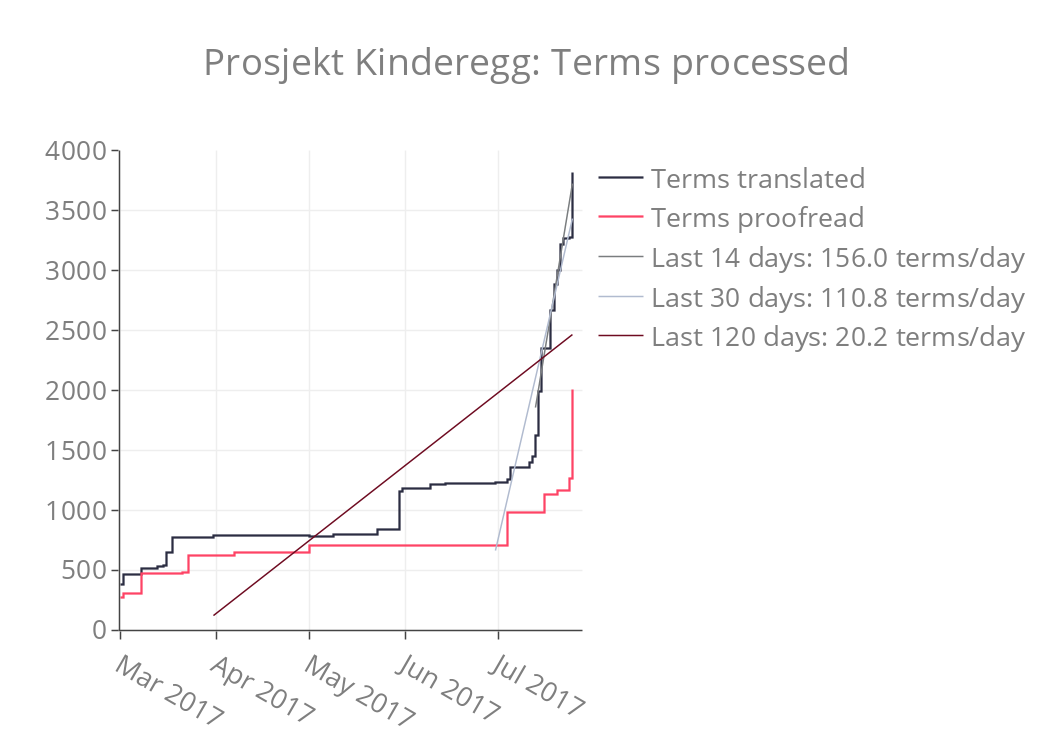 Prosjekt Kinderegg: Terms processed
4000
3500
3000
2500
2000
1500
1000
500
0
Mar 2017
Apr 2017
May 2017
Jun 2017
Jul 2017
Terms translated
Terms proofread
Last 14 days: 156.0 terms/day
Last 30 days: 110.8 terms/day
Last 120 days: 20.2 terms/day